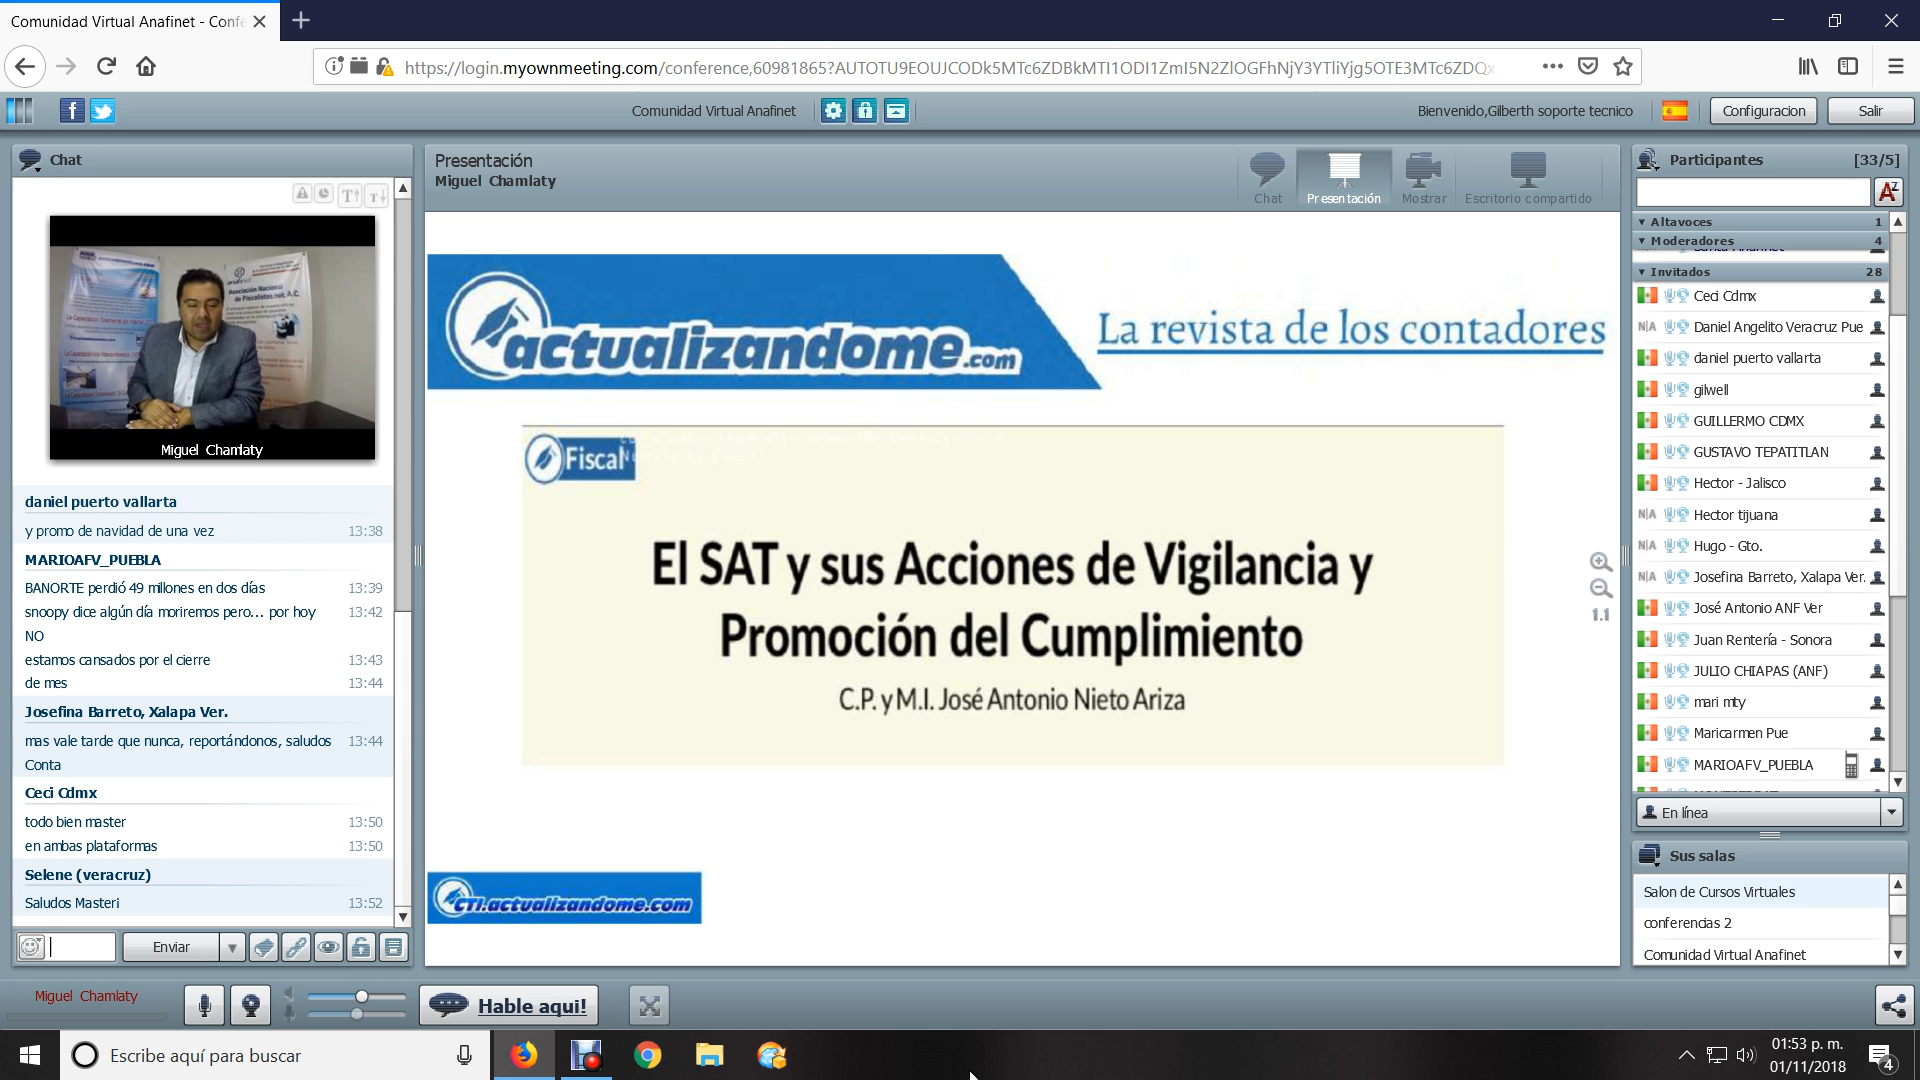 Comunidad Virtual Anafinet - Confe
https://login.myownmeeting.com/conference,60981865?AUTOTU9EOUJCODk5MTc6ZDBkMTI1ODI1ZmI5N2ZlOGFhNjY3YTliYjg5OTE3MTc6ZDQx
Comunidad Virtual Anafinet
Bienvenido,Gilberth soporte tecnico
Configuracion
Salir
Chat
Asociación Nacional
de Fiscalistas.net, A.C.
Miguel Chamlaty
daniel puerto vallarta
y promo de navidad de una vez 13:38
MARIOAFV_PUEBLA
BANORTE perdió 49 millones en dos días 13:39
snoopy dice algún día moriremos pero... por hoy 13:42
NO
estamos cansados por el cierre 13:43
de mes 13:44
Josefina Barreto, Xalapa Ver.
mas vale tarde que nunca, reportándonos, saludos 13:44
Conta
Ceci Cdmx
todo bien master 13:50
en ambas plataformas 13:50
Selene (veracruz)
Saludos Masteri 13:52
Enviar
Presentación
Miguel Chamlaty
Chat
Presentación
Mostrar
Escritorio compartido
actualizandome.com
La revista de los contadores
Fiscal
El SAT y sus Acciones de Vigilancia y
Promoción del Cumplimiento
C.P. y M.I. José Antonio Nieto Ariza
CTI.actualizandome.com
1.1
Participantes [33/5]
Altavoces 1
Moderadores 4
Invitados 28
Ceci Cdmx
N|A Daniel Angelito Veracruz Pue
daniel puerto vallarta
gilwell
GUILLERMO CDMX
GUSTAVO TEPATITLAN
Hector - Jalisco
N|A Hector tijuana
N|A Hugo - Gto.
N|A Josefina Barreto, Xalapa Ver.
José Antonio ANF Ver
Juan Rentería - Sonora
JULIO CHIAPAS (ANF)
mari mty
Maricarmen Pue
MARIOAFV_PUEBLA
En línea
Sus salas
Salon de Cursos Virtuales
conferencias 2
Comunidad Virtual Anafinet
Miguel Chamlaty
Hable aqui!
Escribe aquí para buscar
01:53 p. m.
01/11/2018
4